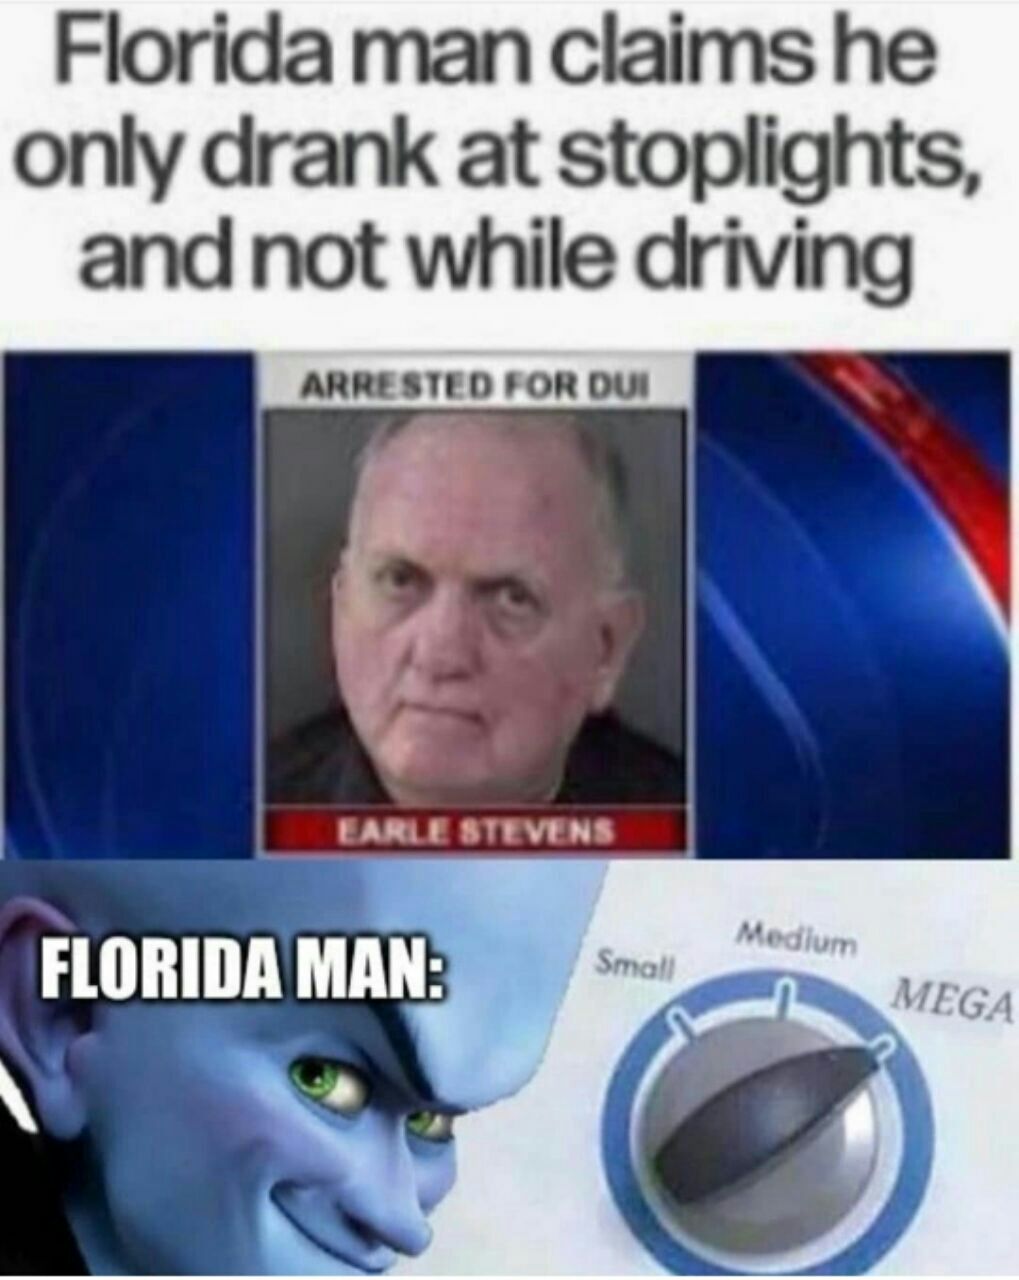 Florida man claims he
only drank at stoplights,
and not while driving
ARRESTED FOR DUI
EARLE STEVENS
FLORIDA MAN:
Small
Medium
MEGA